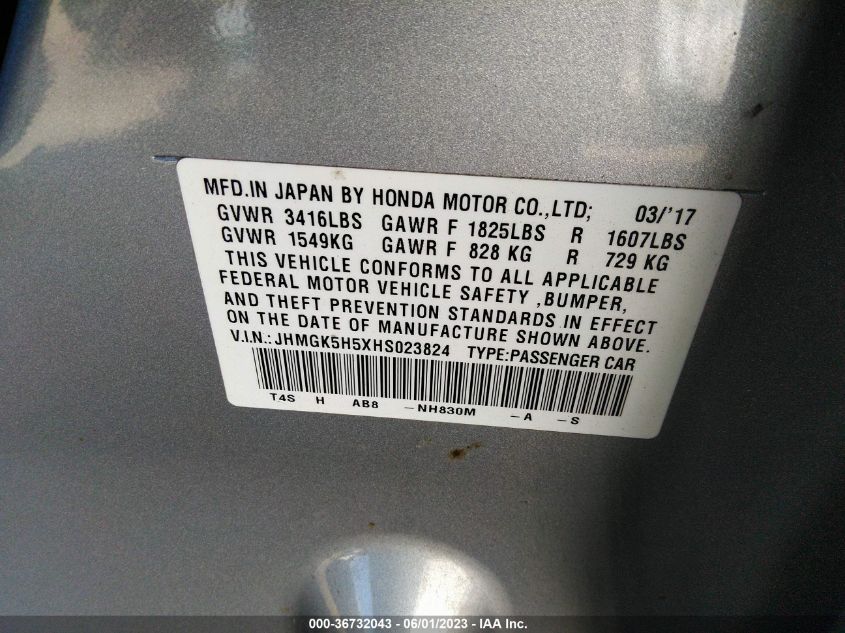 MFD.IN JAPAN BY HONDA MOTOR CO.,LTD; 03/'17
GVWR 3416LBS GAWR F 1825LBS R 1607LBS
GVWR 1549KG GAWR F 828 KG R 729 KG
THIS VEHICLE CONFORMS TO ALL APPLICABLE
FEDERAL MOTOR VEHICLE SAFETY ,BUMPER,
AND THEFT PREVENTION STANDARDS IN EFFECT
ON THE DATE OF MANUFACTURE SHOWN ABOVE.
V.I.N.:JHMGK5H5XHS023824 TYPE:PASSENGER CAR
T4S H AB8 -NH830M -A -S
000-36732043 - 06/01/2023 - IAA Inc.